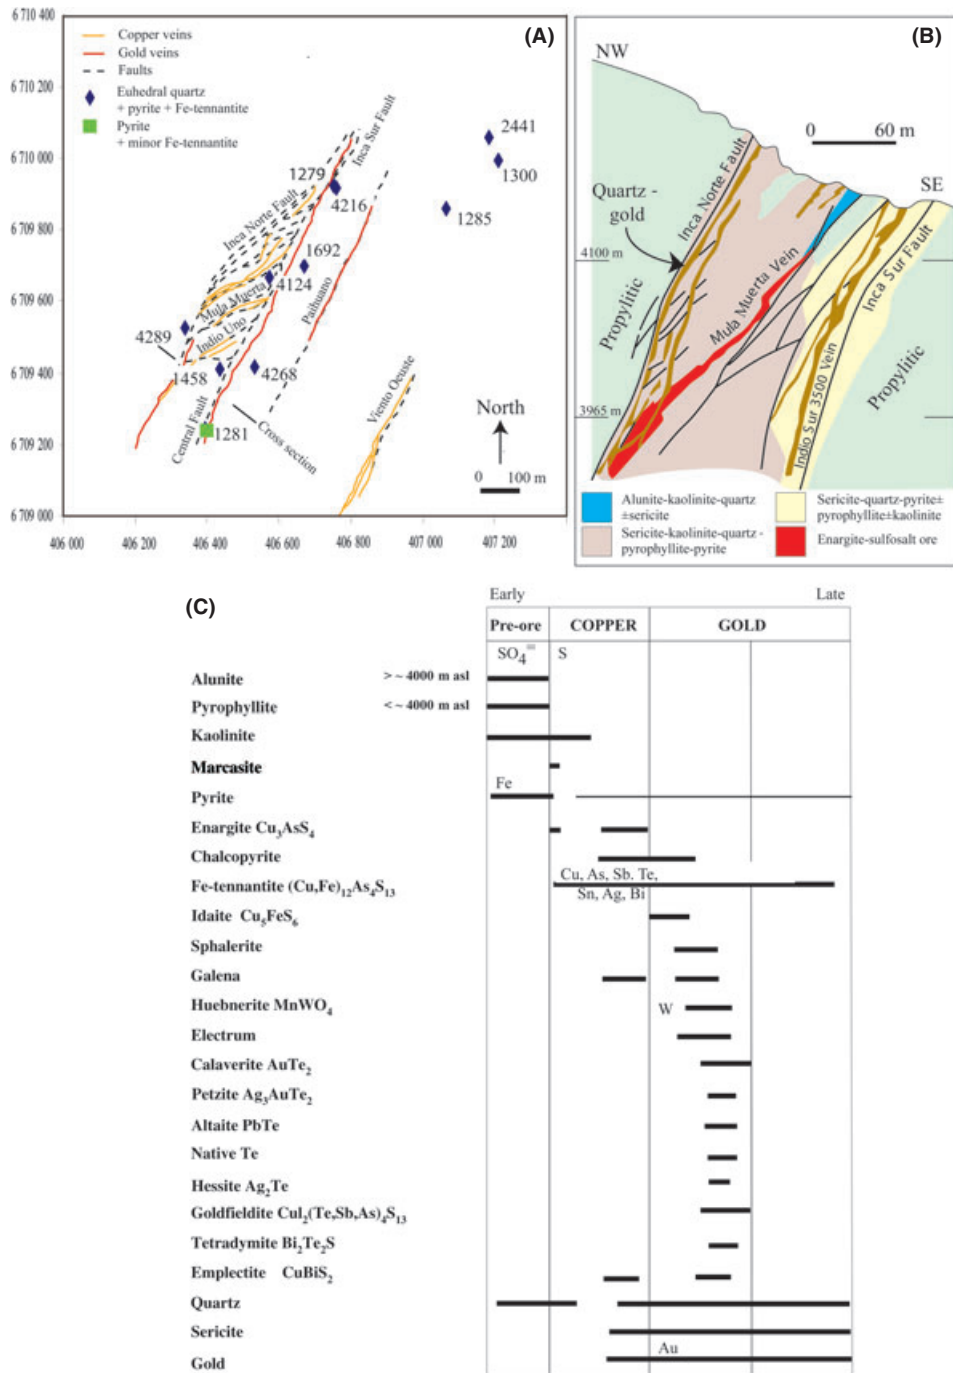 (A)
6 710 400
6 710 200
6 710 000
6 709 800
6 709 600
6 709 400
6 709 200
6 709 000
406 000
406 200
406 400
406 600
406 800
407 000
407 200
Copper veins
Gold veins
Faults
Euhedral quartz
+ pyrite + Fe-tennantite
Pyrite
+ minor Fe-tennantite
2441
1300
1285
1279
4216
1692
4124
4289
1458
4268
1281
Inca Sur Fault
Inca Norte Fault
Mula Muerta
Indio Uno
Paihuano
Viento Ocuste
Central Fault
Cross section
North
0 100 m
(B)
NW
0 60 m
SE
Quartz -
gold
Inca Norte Fault
4100 m
Mula Muerta Vein
Inca Sur Fault
Propylitic
Propylitic
3965 m
Indio Sur 3500 Vein
Alunite-kaolinite-quartz
±sericite
Sericite-kaolinite-quartz -
pyrophyllite-pyrite
Sericite-quartz-pyrite±
pyrophyllite±kaolinite
Enargite-sulfosalt ore
(C)
Early Late
Pre-ore COPPER GOLD
SO4= S
Alunite > ~ 4000 m asl
Pyrophyllite < ~ 4000 m asl
Kaolinite
Marcasite
Pyrite Fe
Enargite Cu3AsS4
Chalcopyrite
Fe-tennantite (Cu,Fe)12As4S13 Cu, As, Sb. Te,
Sn, Ag, Bi
Idaite Cu5FeS6
Sphalerite
Galena
Huebnerite MnWO4 W
Electrum
Calaverite AuTe2
Petzite Ag3AuTe2
Altaite PbTe
Native Te
Hessite Ag2Te
Goldfieldite Cul2(Te,Sb,As)4S13
Tetradymite Bi2Te2S
Emplectite CuBiS2
Quartz
Sericite
Gold Au